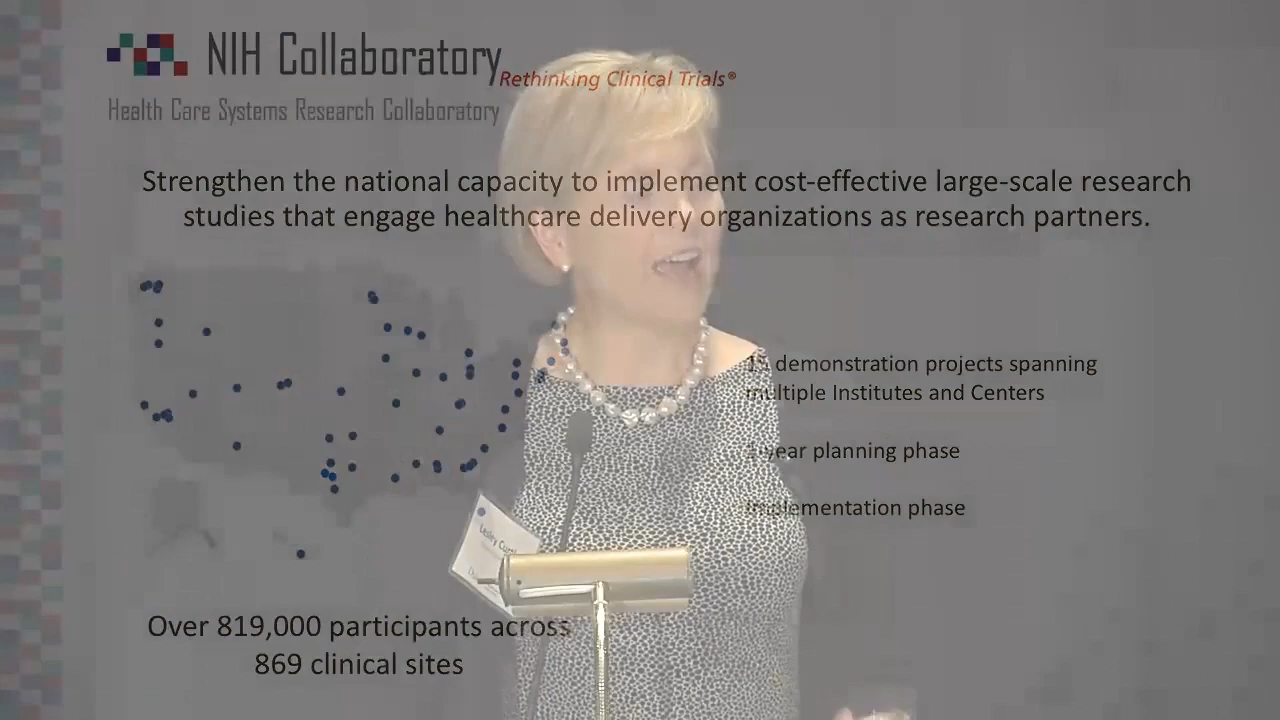 NIH Collaboratory
Rethinking Clinical Trials®
Health Care Systems Research Collaboratory
Strengthen the national capacity to implement cost-effective large-scale research
studies that engage healthcare delivery organizations as research partners.
demonstration projects spanning
multiple Institutes and Centers
year planning phase
Implementation phase
Lesley
Over 819,000 participants across
869 clinical sites